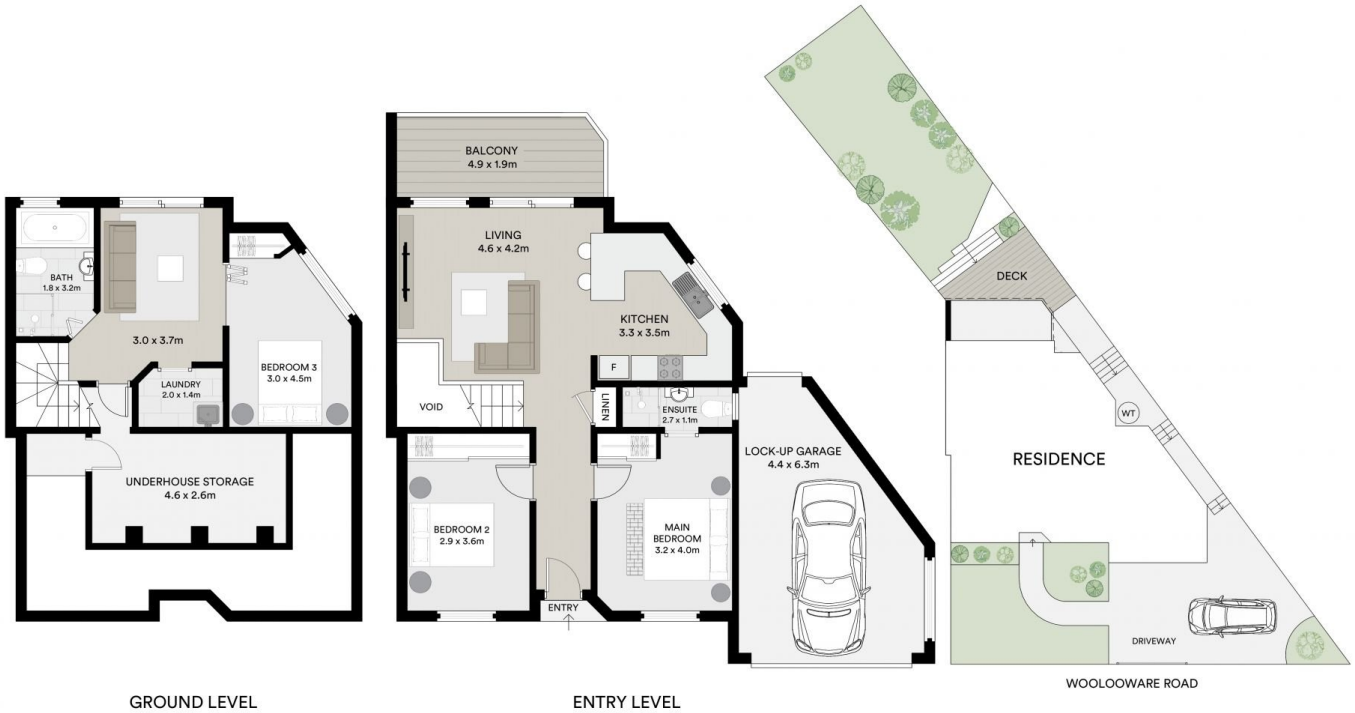 BATH
1.8 x 3.2m
3.0 x 3.7m
LAUNDRY
2.0 x 1.4m
BEDROOM 3
3.0 x 4.5m
UNDERHOUSE STORAGE
4.6 x 2.6m
GROUND LEVEL
BALCONY
4.9 x 1.9m
LIVING
4.6 x 4.2m
KITCHEN
3.3 x 3.5m
F
VOID
LINEN
ENSUITE
2.7 x 1.1m
LOCK-UP GARAGE
4.4 x 6.3m
BEDROOM 2
2.9 x 3.6m
MAIN
BEDROOM
3.2 x 4.0m
ENTRY
ENTRY LEVEL
DECK
WT
RESIDENCE
DRIVEWAY
WOOLOOWARE ROAD